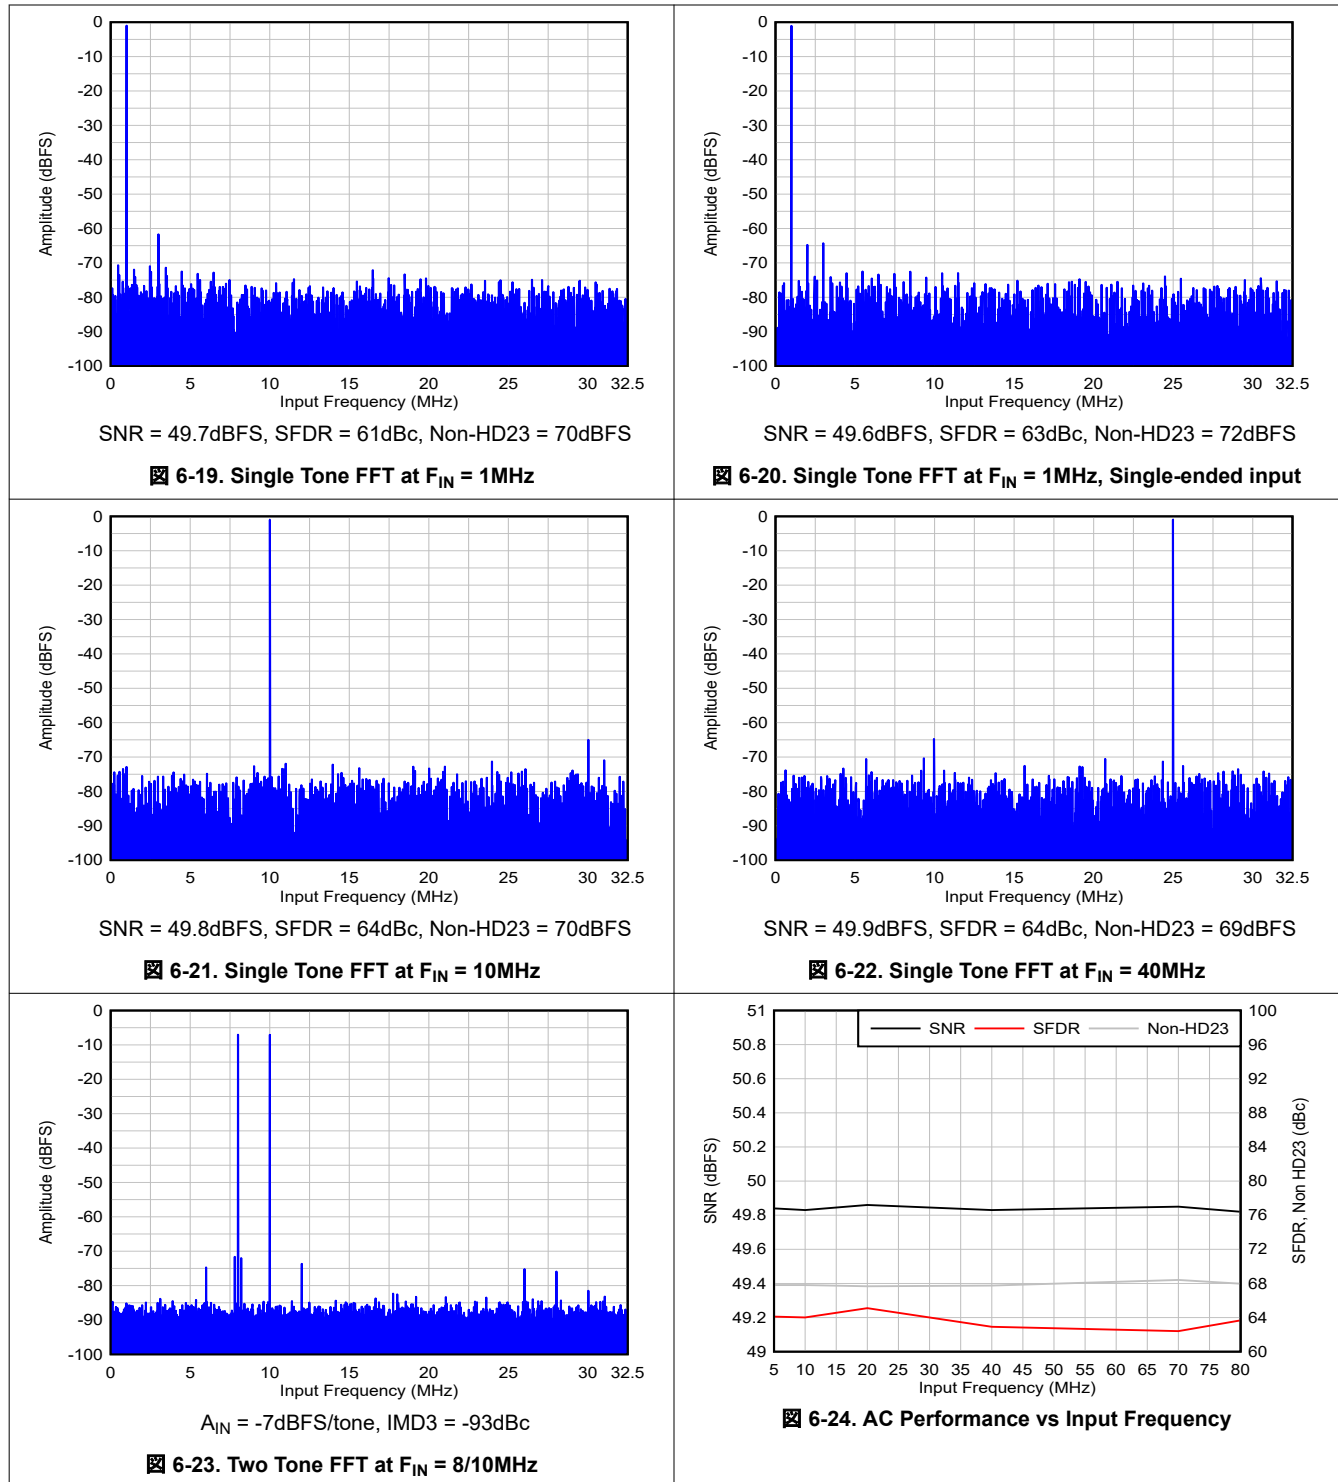 0
-10
-20
-30
-40
-50
-60
-70
-80
-90
-100
Amplitude (dBFS)
0 5 10 15 20 25 30 32.5
Input Frequency (MHz)
SNR = 49.7dBFS, SFDR = 61dBc, Non-HD23 = 70dBFS
図 6-19. Single Tone FFT at FIN = 1MHz
0
-10
-20
-30
-40
-50
-60
-70
-80
-90
-100
Amplitude (dBFS)
0 5 10 15 20 25 30 32.5
Input Frequency (MHz)
SNR = 49.6dBFS, SFDR = 63dBc, Non-HD23 = 72dBFS
図 6-20. Single Tone FFT at FIN = 1MHz, Single-ended input
0
-10
-20
-30
-40
-50
-60
-70
-80
-90
-100
Amplitude (dBFS)
0 5 10 15 20 25 30 32.5
Input Frequency (MHz)
SNR = 49.8dBFS, SFDR = 64dBc, Non-HD23 = 70dBFS
図 6-21. Single Tone FFT at FIN = 10MHz
0
-10
-20
-30
-40
-50
-60
-70
-80
-90
-100
Amplitude (dBFS)
0 5 10 15 20 25 30 32.5
Input Frequency (MHz)
SNR = 49.9dBFS, SFDR = 64dBc, Non-HD23 = 69dBFS
図 6-22. Single Tone FFT at FIN = 40MHz
0
-10
-20
-30
-40
-50
-60
-70
-80
-90
-100
Amplitude (dBFS)
0 5 10 15 20 25 30 32.5
Input Frequency (MHz)
AIN = -7dBFS/tone, IMD3 = -93dBc
図 6-23. Two Tone FFT at FIN = 8/10MHz
SNR SFDR Non-HD23
51
50.8
50.6
50.4
50.2
50
49.8
49.6
49.4
49.2
49
SNR (dBFS)
100
96
92
88
84
80
76
72
68
64
60
SFDR, Non HD23 (dBc)
5 10 15 20 25 30 35 40 45 50 55 60 65 70 75 80
Input Frequency (MHz)
図 6-24. AC Performance vs Input Frequency